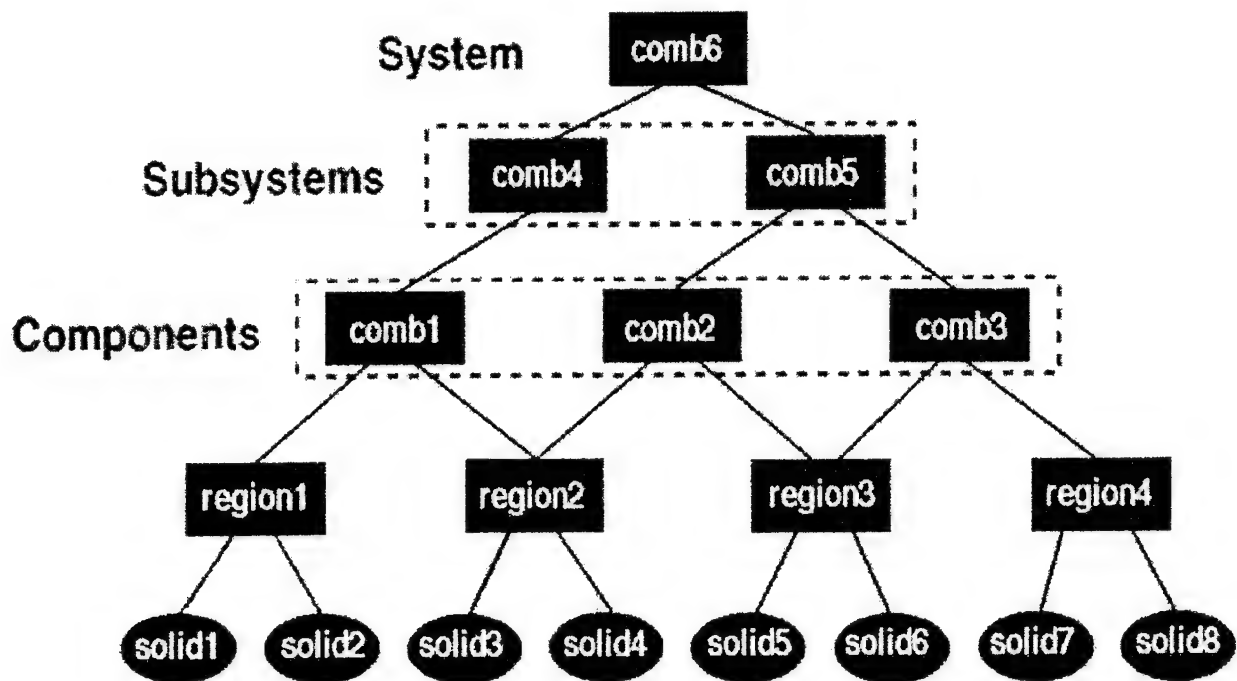 System
comb6
Subsystems
comb4
comb5
Components
comb1
comb2
comb3
region1
region2
region3
region4
solid1
solid2
solid3
solid4
solid5
solid6
solid7
solid8